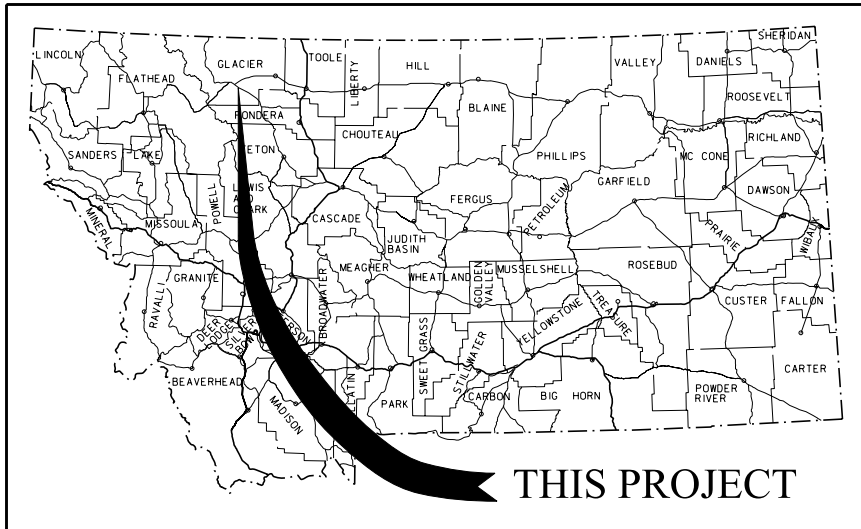 SHERIDAN
LINCOLN
GLACIER
TOOLE
LIBERTY
HILL
VALLEY
DANIELS
FLATHEAD
BLAINE
ROOSEVELT
PONDERA
CHOUTEAU
RICHLAND
SANDERS
LAKE
ETON
PHILLIPS
MC CONE
POWELL
LEWIS
AND
CLARK
FERGUS
PETROLEUM
GARFIELD
DAWSON
MINERAL
MISSOULA
CASCADE
PRAIRIE
WIBAUX
JUDITH
BASIN
GRANITE
MEAGHER
WHEATLAND
GOLDEN
VALLEY
MUSSELSHELL
ROSEBUD
RAVALLI
BROADWATER
CUSTER
FALLON
TREASURE
DEER
LODGE
SILVER
BOW
ERSON
SWEET GRASS
STILLWATER
YELLOWSTONE
BEAVERHEAD
LATIN
PARK
CARBON
BIG HORN
POWDER
RIVER
CARTER
MADISON
THIS PROJECT